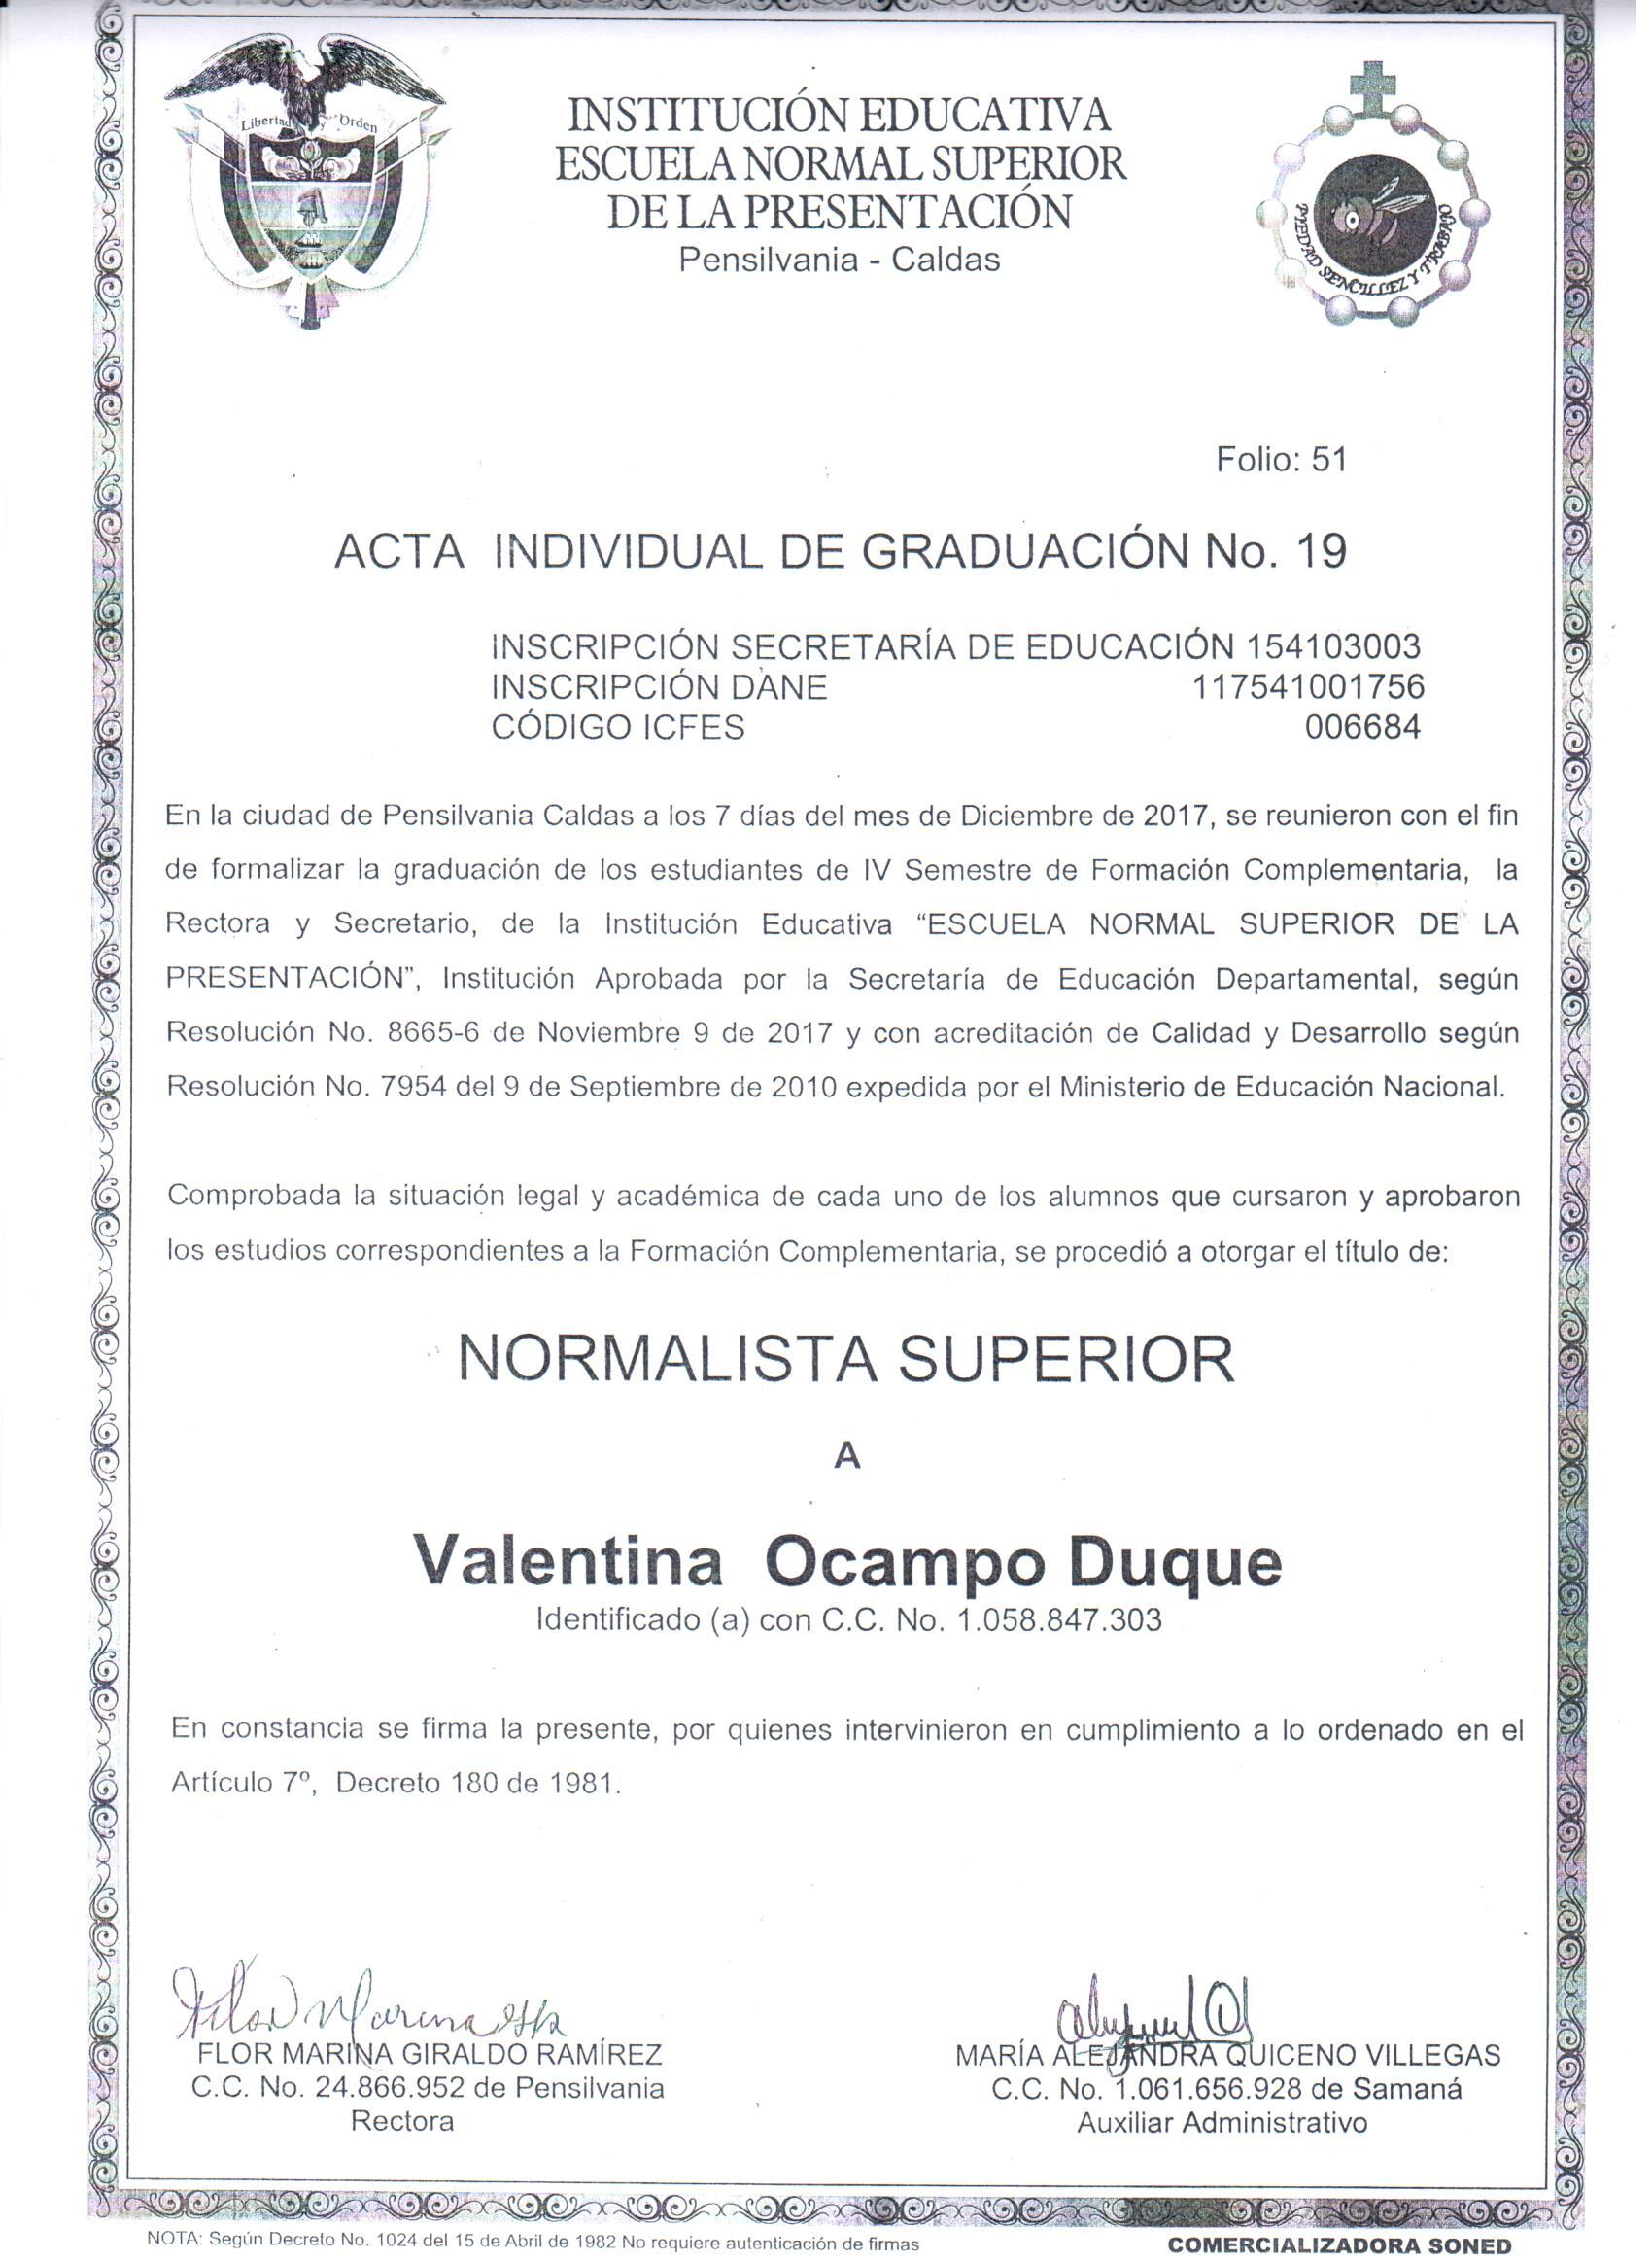 Libertad y Orden
INSTITUCIÓN EDUCATIVA
ESCUELA NORMAL SUPERIOR
DE LA PRESENTACIÓN
Pensilvania - Caldas
PIEDAD SENCILLEZ Y TRABAJO
Folio: 51
ACTA INDIVIDUAL DE GRADUACIÓN No. 19
INSCRIPCIÓN SECRETARÍA DE EDUCACIÓN 154103003
INSCRIPCIÓN DANE 117541001756
CÓDIGO ICFES 006684
En la ciudad de Pensilvania Caldas a los 7 días del mes de Diciembre de 2017, se reunieron con el fin
de formalizar la graduación de los estudiantes de IV Semestre de Formación Complementaria, la
Rectora y Secretario, de la Institución Educativa “ESCUELA NORMAL SUPERIOR DE LA
PRESENTACIÓN”, Institución Aprobada por la Secretaría de Educación Departamental, según
Resolución No. 8665-6 de Noviembre 9 de 2017 y con acreditación de Calidad y Desarrollo según
Resolución No. 7954 del 9 de Septiembre de 2010 expedida por el Ministerio de Educación Nacional.
Comprobada la situación legal y académica de cada uno de los alumnos que cursaron y aprobaron
los estudios correspondientes a la Formación Complementaria, se procedió a otorgar el título de:
NORMALISTA SUPERIOR
A
Valentina Ocampo Duque
Identificado (a) con C.C. No. 1.058.847.303
En constancia se firma la presente, por quienes intervinieron en cumplimiento a lo ordenado en el
Artículo 7º, Decreto 180 de 1981.
Flor Marina
FLOR MARINA GIRALDO RAMÍREZ
C.C. No. 24.866.952 de Pensilvania
Rectora
MARÍA ALEJANDRA QUICENO VILLEGAS
C.C. No. 1.061.656.928 de Samaná
Auxiliar Administrativo
NOTA: Según Decreto No. 1024 del 15 de Abril de 1982 No requiere autenticación de firmas
COMERCIALIZADORA SONED